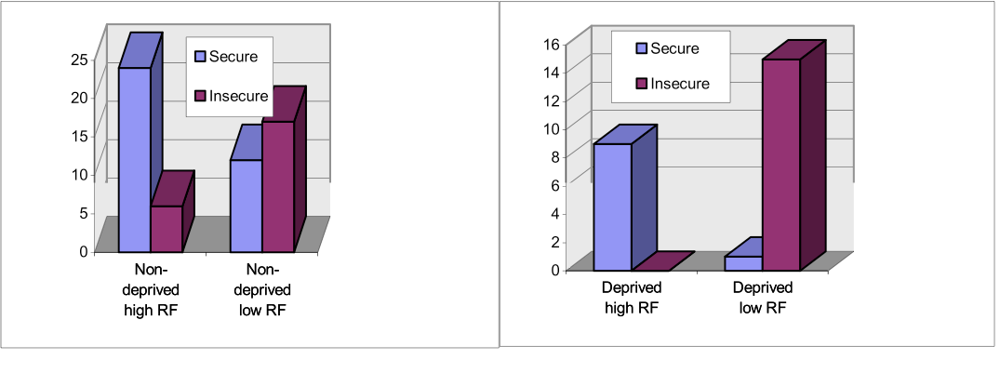 25
20
15
10
5
0
Secure
Insecure
Non-
deprived
high RF
Non-
deprived
low RF
16
14
12
10
8
6
4
2
0
Secure
Insecure
Deprived
high RF
Deprived
low RF